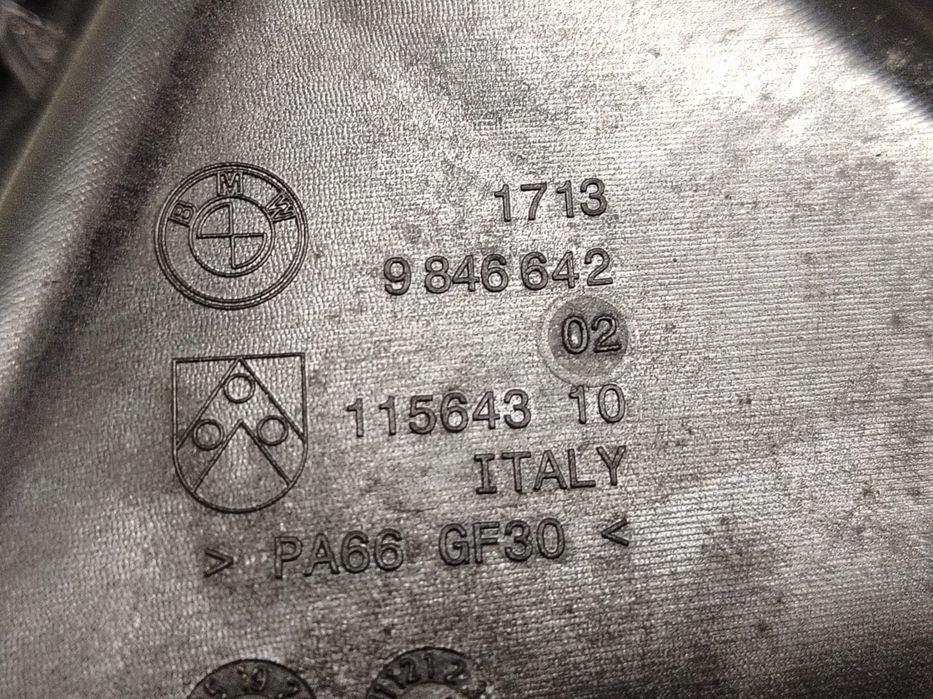 BMW
1713
9846642
02
115643 10
ITALY
> PA66 GF30 <